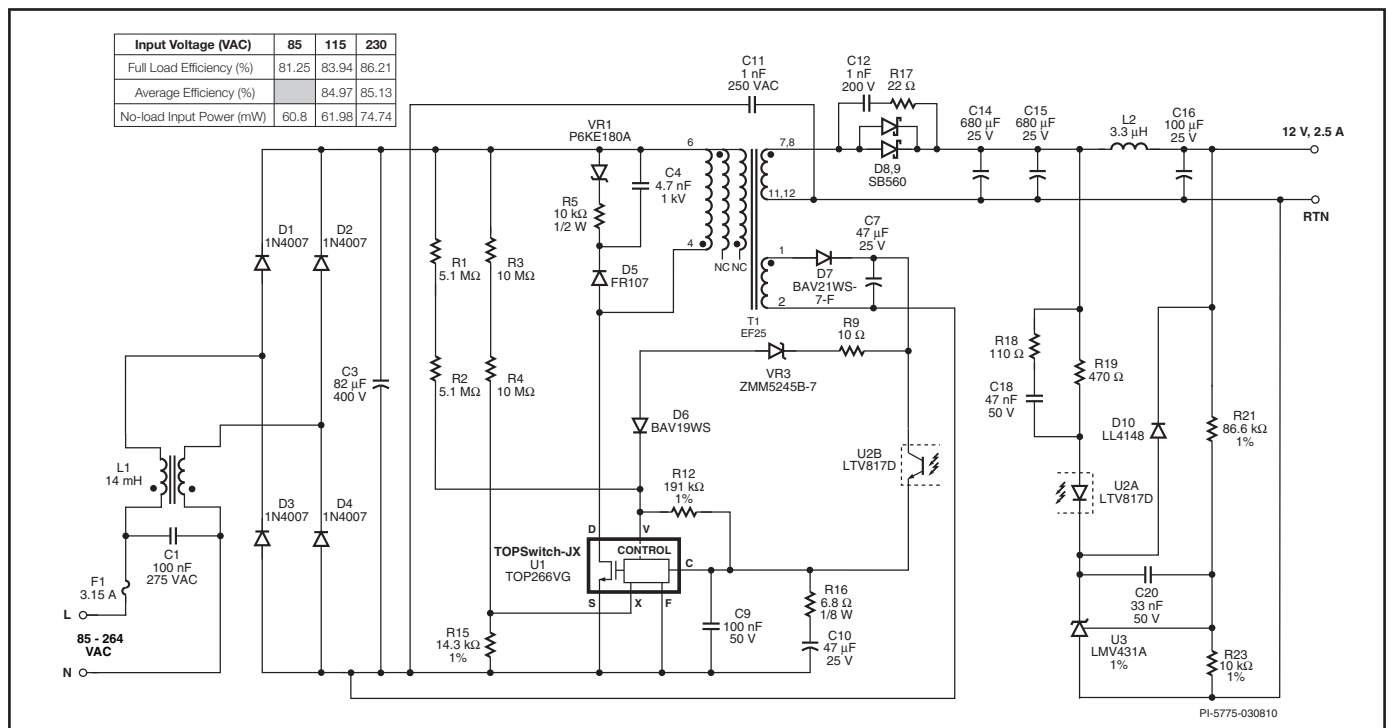 Input Voltage (VAC) 85 115 230
Full Load Efficiency (%) 81.25 83.94 86.21
Average Efficiency (%) 84.97 85.13
No-load Input Power (mW) 60.8 61.98 74.74
C11
1 nF
250 VAC
C12
1 nF
200 V
R17
22 Ω
D8,9
SB560
C14
680 µF
25 V
C15
680 µF
25 V
L2
3.3 µH
C16
100 µF
25 V
12 V, 2.5 A
RTN
VR1
P6KE180A
C4
4.7 nF
1 kV
R5
10 kΩ
1/2 W
D5
FR107
6
4
NC NC
7,8
11,12
1
2
T1
EF25
D7
BAV21WS-
7-F
C7
47 µF
25 V
D1
1N4007
D2
1N4007
R1
5.1 MΩ
R3
10 MΩ
R2
5.1 MΩ
R4
10 MΩ
C3
82 µF
400 V
VR3
ZMM5245B-7
R9
10 Ω
D6
BAV19WS
R12
191 kΩ
1%
U2B
LTV817D
R18
110 Ω
C18
47 nF
50 V
R19
470 Ω
D10
LL4148
R21
86.6 kΩ
1%
U2A
LTV817D
L1
14 mH
D3
1N4007
D4
1N4007
C1
100 nF
275 VAC
F1
3.15 A
L
85 - 264
VAC
N
TOPSwitch-JX
U1
TOP266VG
D
V
CONTROL
C
S
X
F
R15
14.3 kΩ
1%
C9
100 nF
50 V
R16
6.8 Ω
1/8 W
C10
47 µF
25 V
C20
33 nF
50 V
U3
LMV431A
1%
R23
10 kΩ
1%
PI-5775-030810